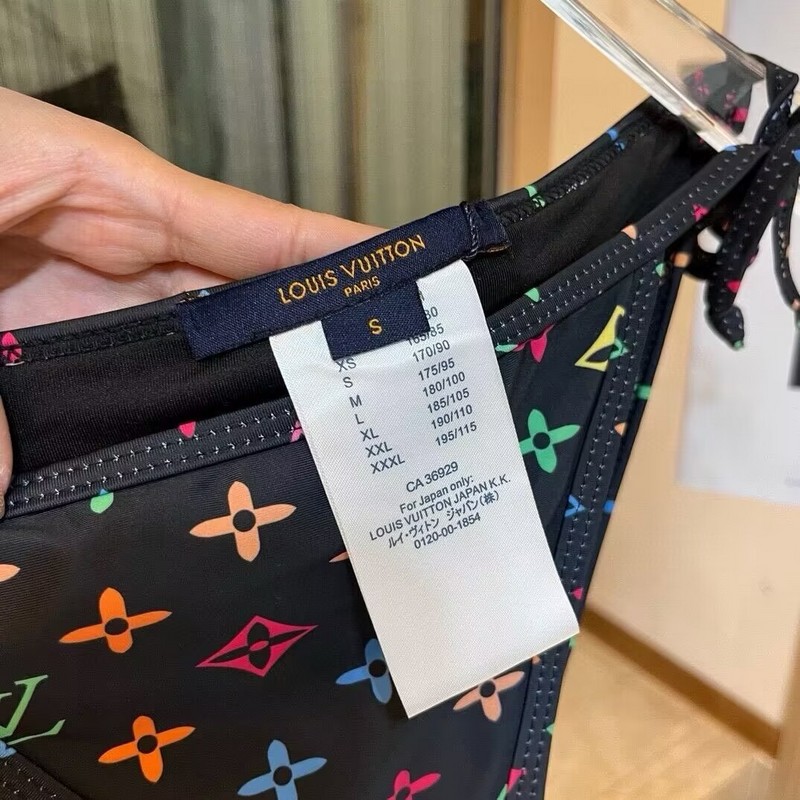 LOUIS VUITTON
PARIS
S
165/85
XS 170/90
S 175/95
M 180/100
L 185/105
XL 190/110
XXL 195/115
XXXL
CA 36929
For Japan only:
LOUIS VUITTON JAPAN K.K.
ルイ・ヴィトン ジャパン(株)
0120-00-1854